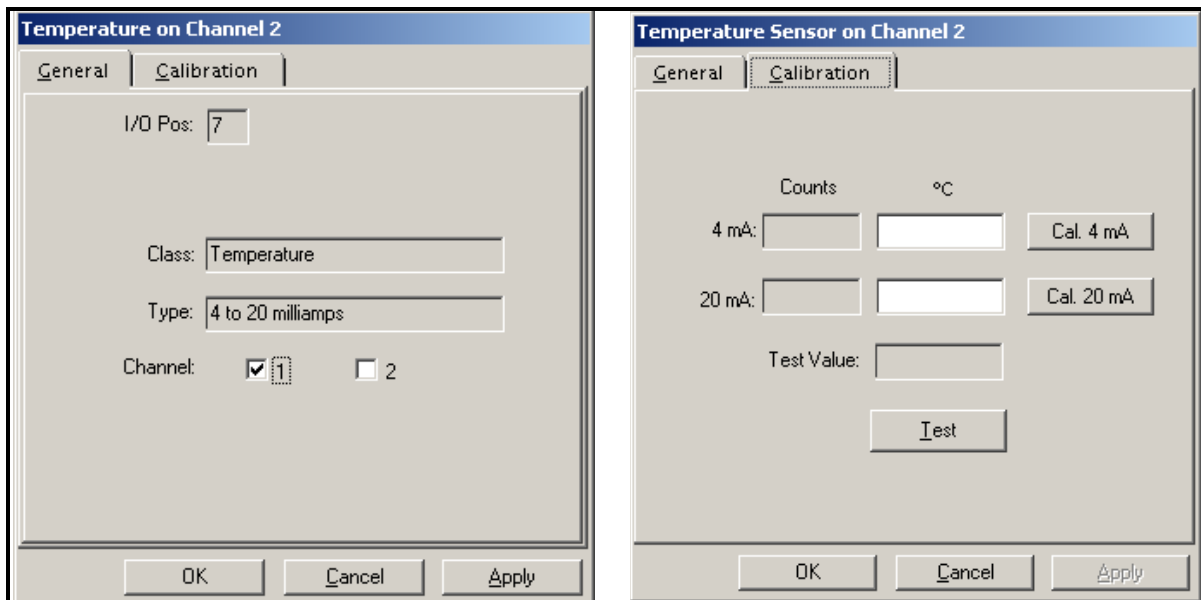 Temperature on Channel 2
General Calibration
I/O Pos: 7
Class: Temperature
Type: 4 to 20 milliamps
Channel: 1 2
OK Cancel Apply
Temperature Sensor on Channel 2
General Calibration
Counts ºC
4 mA: Cal. 4 mA
20 mA: Cal. 20 mA
Test Value:
Test
OK Cancel Apply